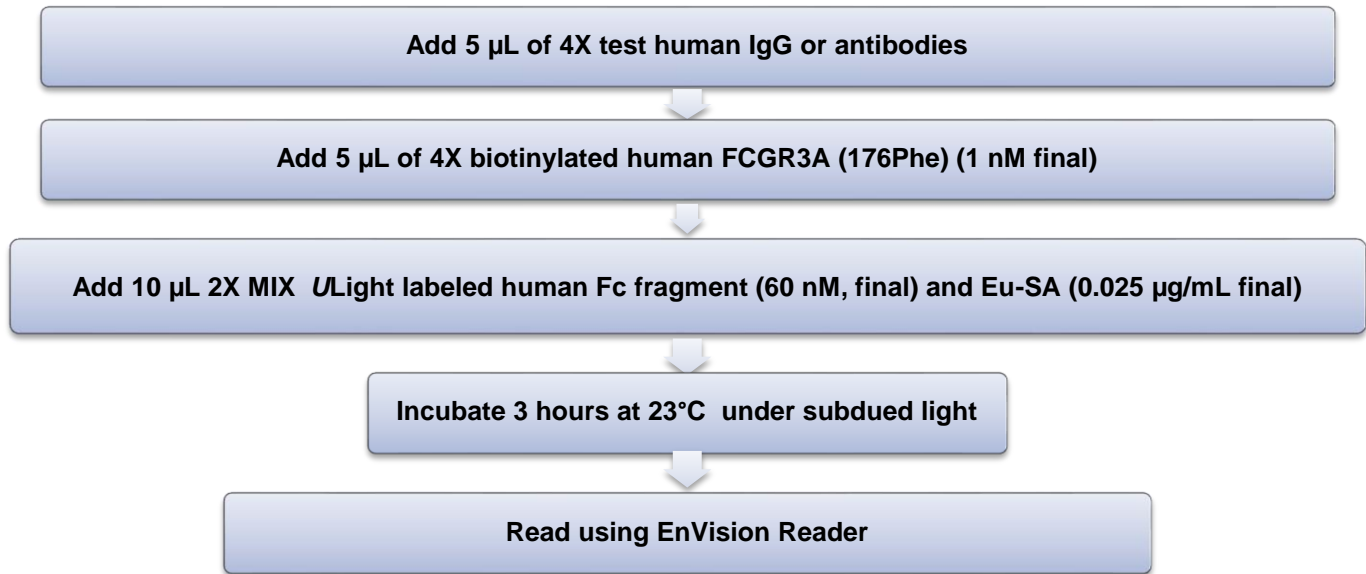 Add 5 µL of 4X test human IgG or antibodies
Add 5 µL of 4X biotinylated human FCGR3A (176Phe) (1 nM final)
Add 10 µL 2X MIX ULight labeled human Fc fragment (60 nM, final) and Eu-SA (0.025 µg/mL final)
Incubate 3 hours at 23°C under subdued light
Read using EnVision Reader